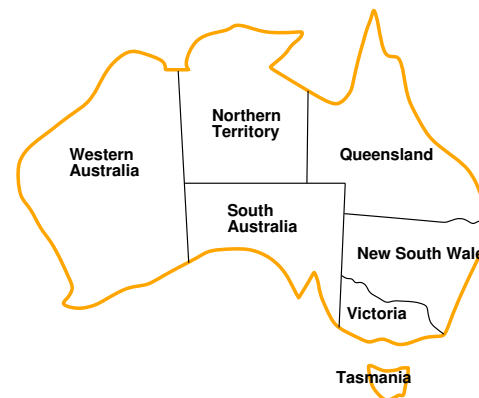 Northern
Territory
Western
Australia
Queensland
South
Australia
New South Wale
Victoria
Tasmania